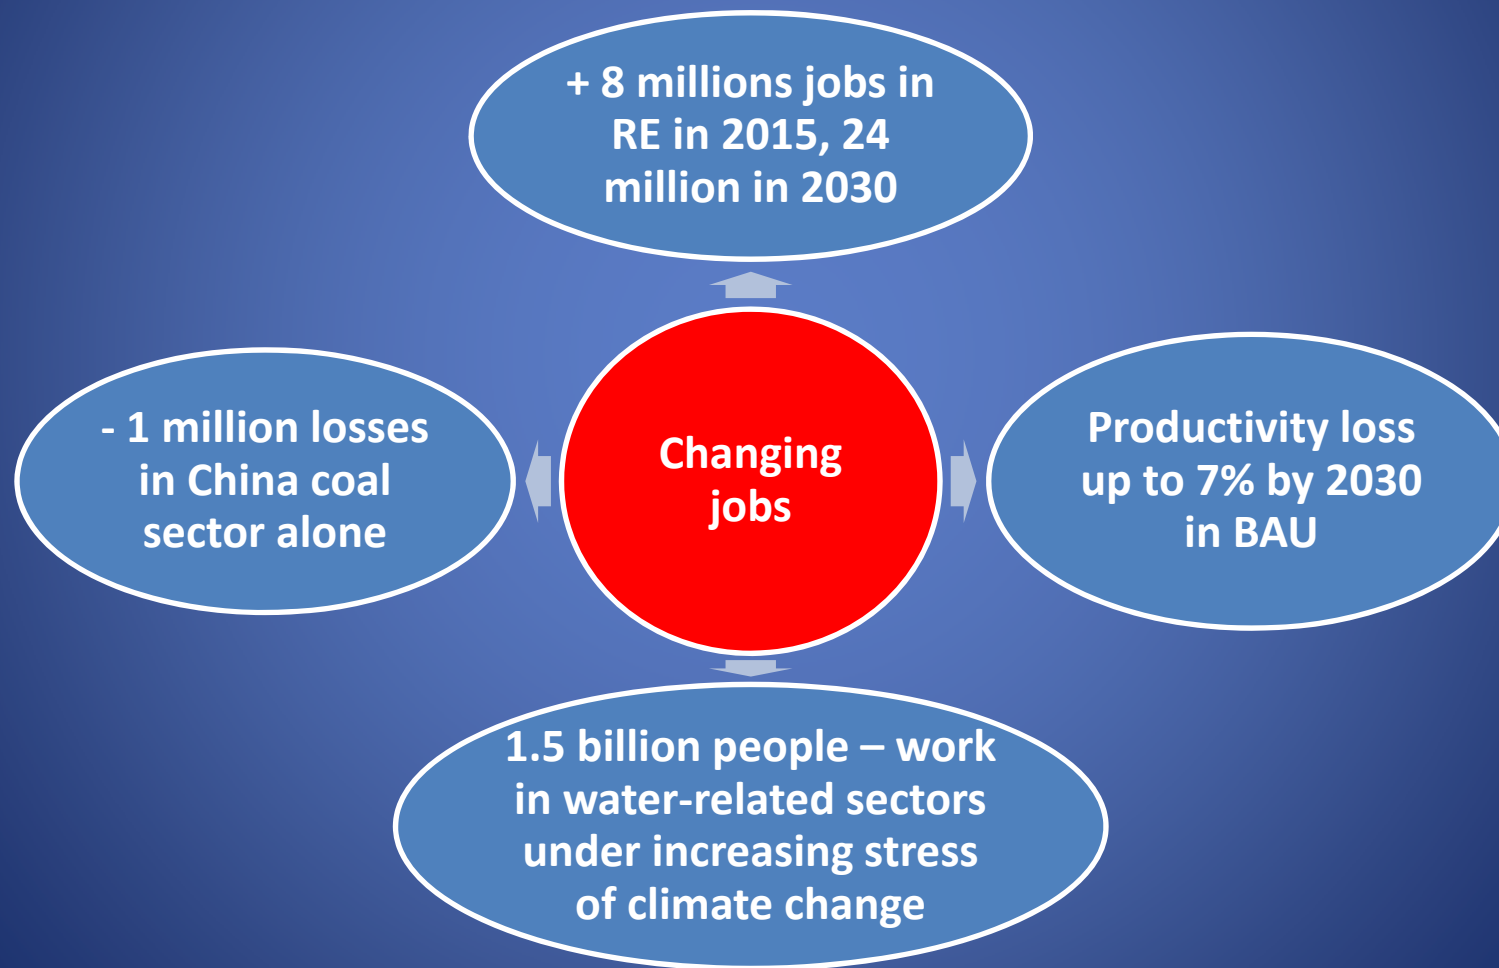 + 8 millions jobs in
RE in 2015, 24
million in 2030
- 1 million losses
in China coal
sector alone
Changing
jobs
Productivity loss
up to 7% by 2030
in BAU
1.5 billion people – work
in water-related sectors
under increasing stress
of climate change